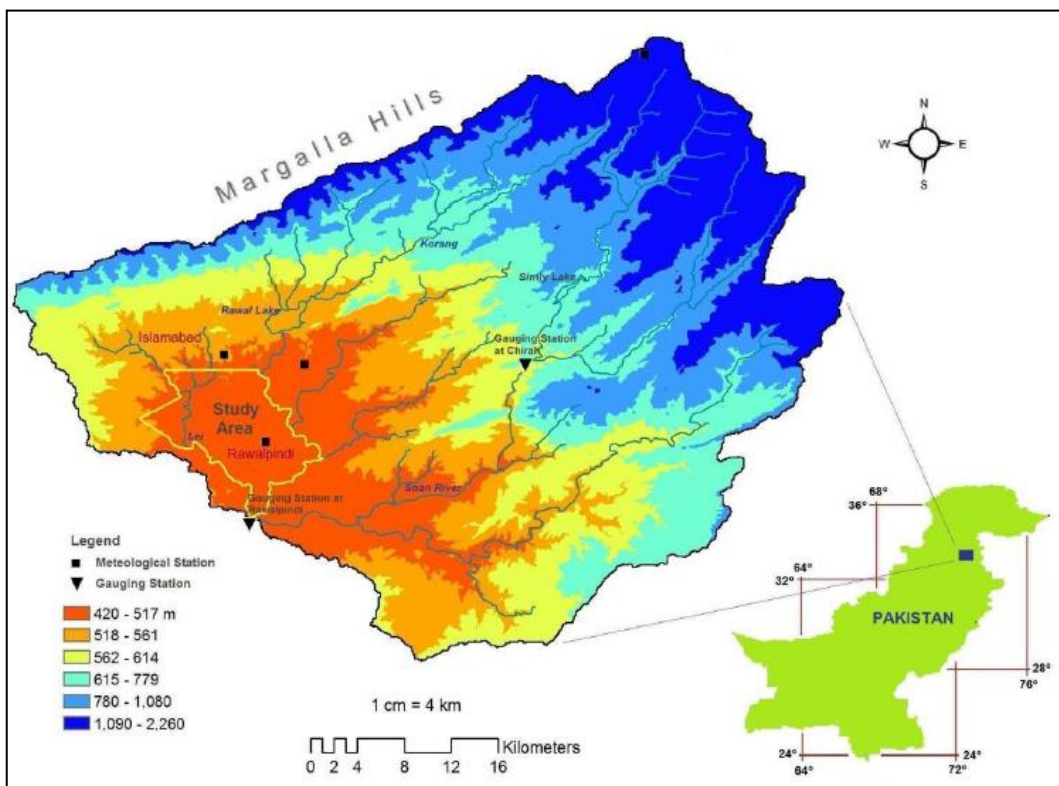 Margalla Hills
N
W E
S
Korang
Simly Lake
Rawal Lake
Islamabad
Gauging Station
at Chirah
Study
Area
Lei
Rawalpindi
Soan River
Gauging Station at
Rawalpindi
Legend
Meteological Station
Gauging Station
420 - 517 m
518 - 561
562 - 614
615 - 779
780 - 1,080
1,090 - 2,260
1 cm = 4 km
Kilometers
0 2 4 8 12 16
68°
36°
64°
32°
PAKISTAN
28°
76°
24°
64°
24°
72°